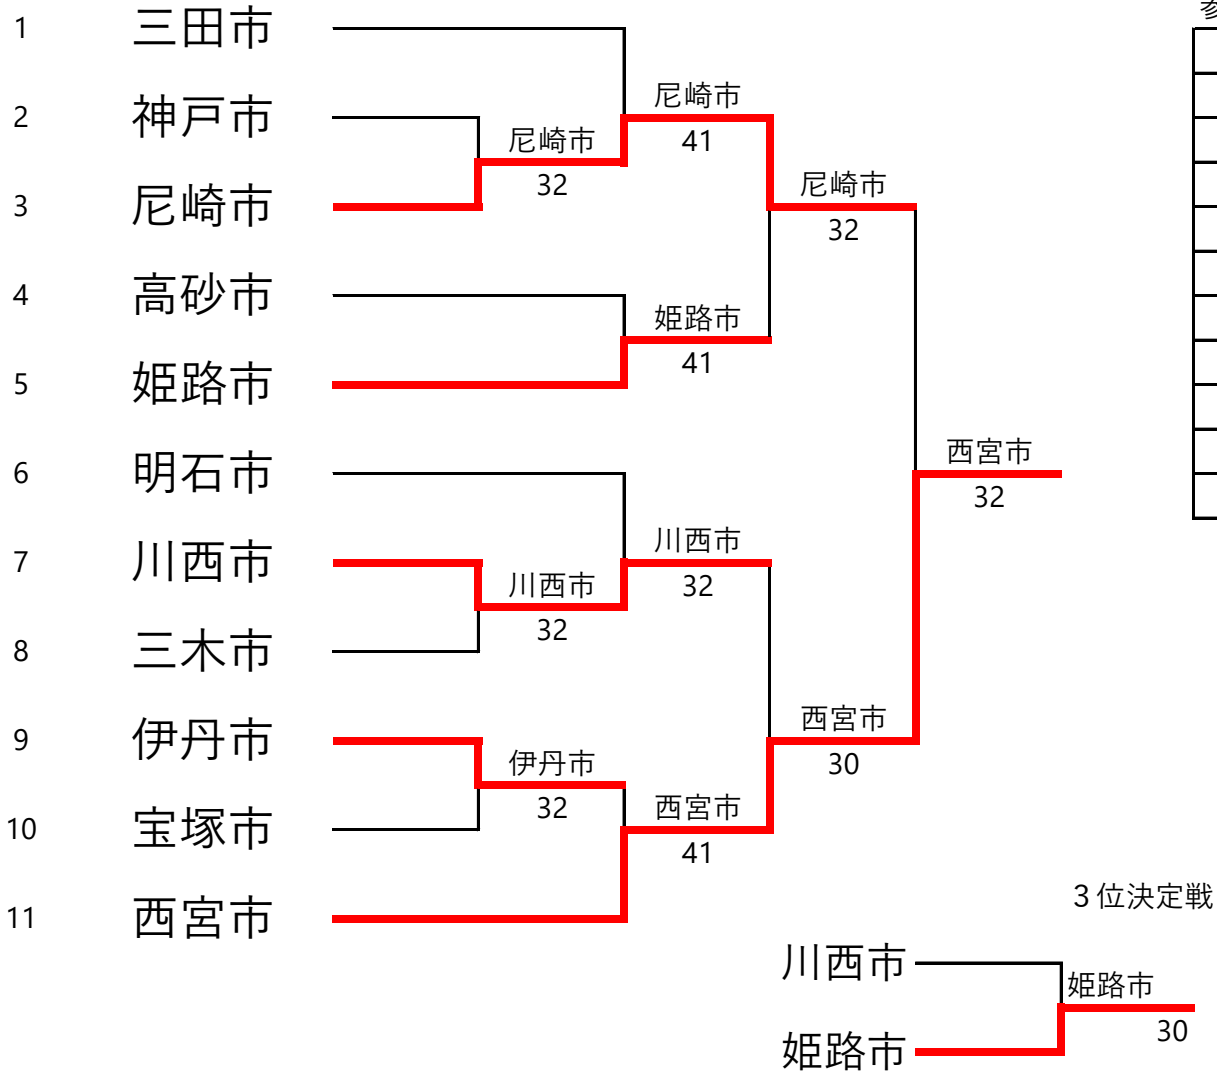 1 三田市
2 神戸市
3 尼崎市
4 高砂市
5 姫路市
6 明石市
7 川西市
8 三木市
9 伊丹市
10 宝塚市
11 西宮市
尼崎市
32
川西市
32
伊丹市
32
尼崎市
41
姫路市
41
川西市
32
西宮市
41
尼崎市
32
西宮市
30
西宮市
32
３位決定戦
川西市
姫路市
姫路市
30